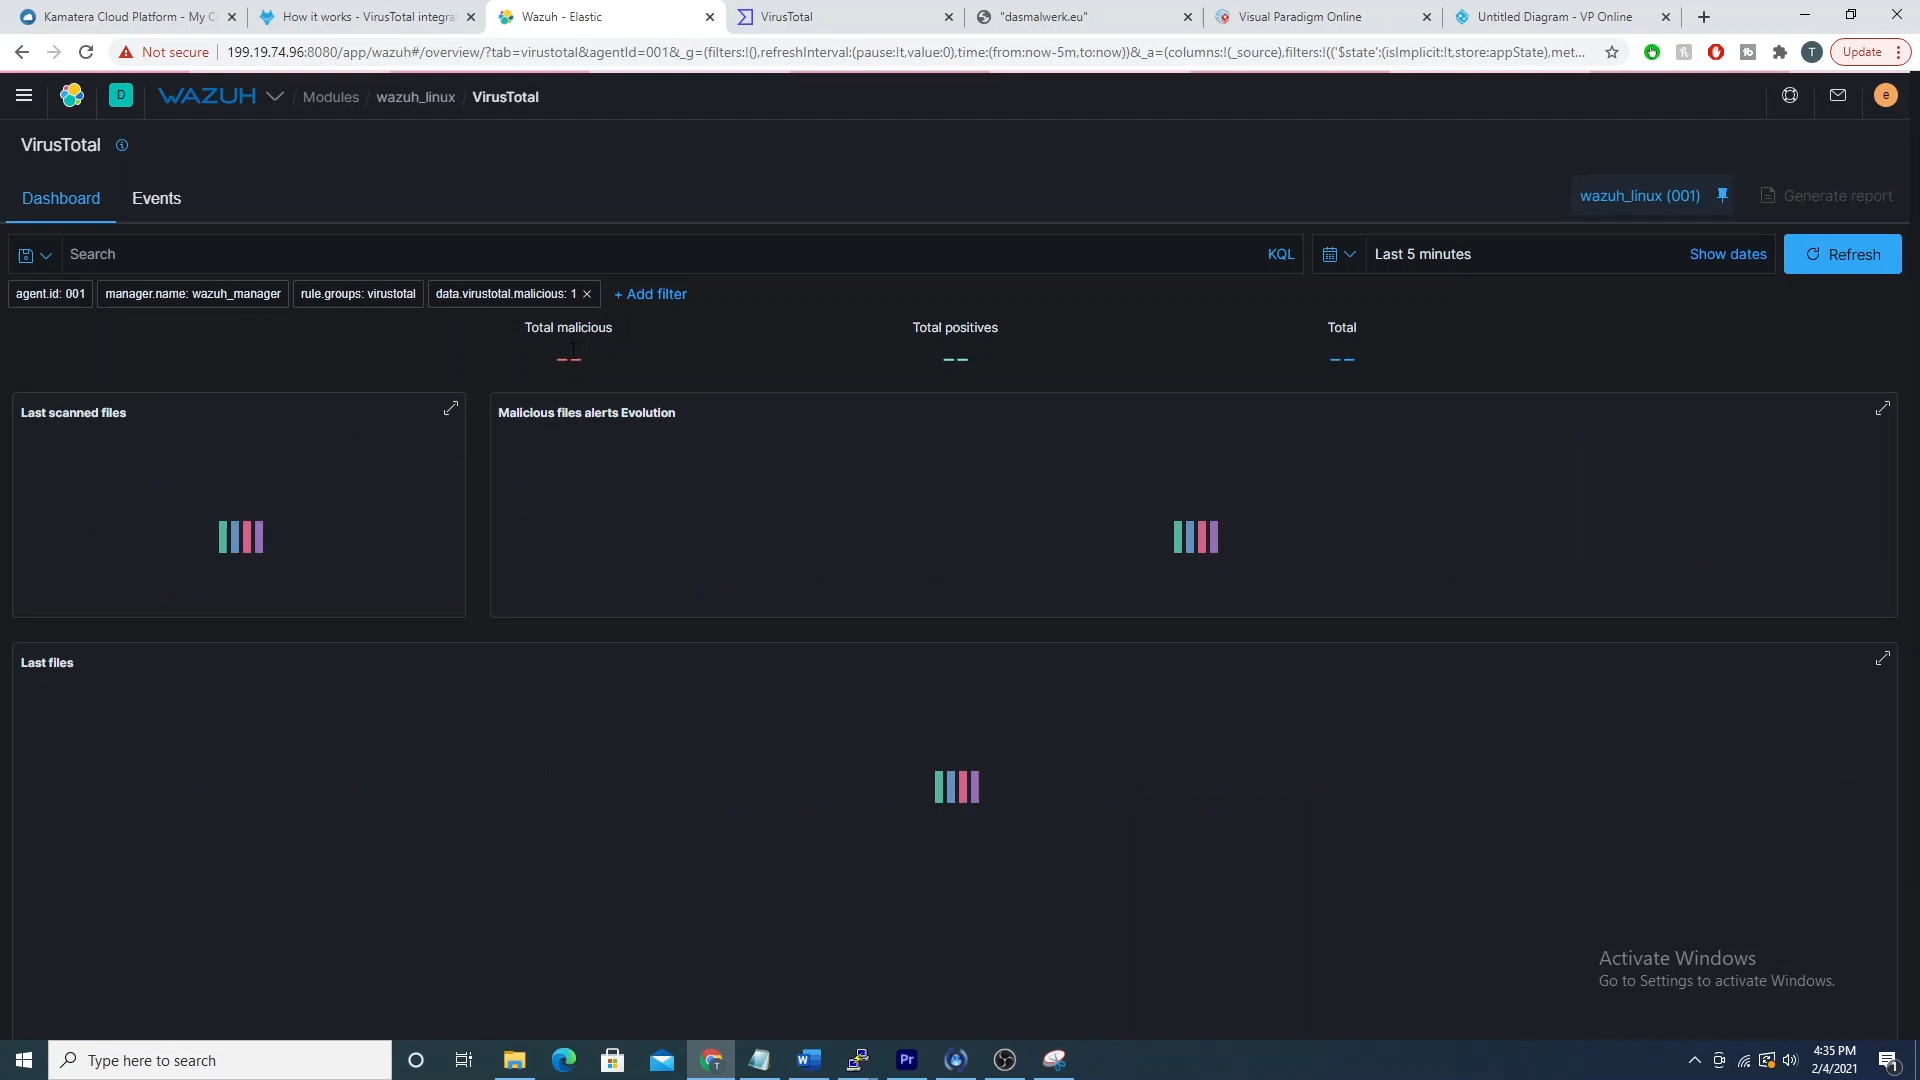 Kamatera Cloud Platform - My C
How it works - VirusTotal integra
Wazuh - Elastic
VirusTotal
"dasmalwerk.eu"
Visual Paradigm Online
Untitled Diagram - VP Online
Not secure
199.19.74.96:8080/app/wazuh#/overview/?tab=virustotal&agentId=001&_g=(filters:!(),refreshInterval:(pause:!t,value:0),time:(from:now-5m,to:now))&_a=(columns:!(_source),filters:!(('$state':(isImplicit:!t,store:appState),met...
T
Update
D
WAZUH
/ Modules / wazuh_linux / VirusTotal
e
VirusTotal
Dashboard
Events
wazuh_linux (001)
Generate report
Search
KQL
Last 5 minutes
Show dates
Refresh
agent.id: 001
manager.name: wazuh_manager
rule.groups: virustotal
data.virustotal.malicious: 1
+ Add filter
Total malicious
Total positives
Total
--
--
--
Last scanned files
Malicious files alerts Evolution
Last files
Activate Windows
Go to Settings to activate Windows.
Type here to search
Pr
4:35 PM
2/4/2021
1